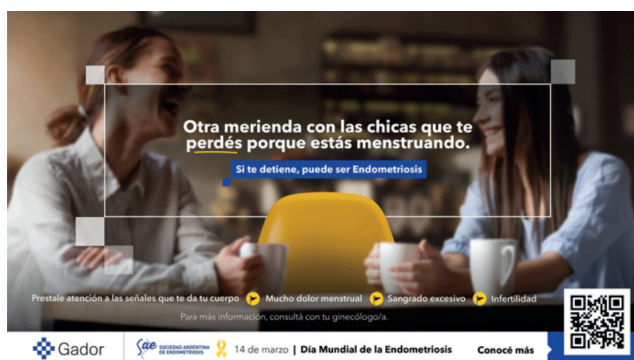 Otra merienda con las chicas que te
perdés porque estás menstruando.
Si te detiene, puede ser Endometriosis
Prestale atención a las señales que te da tu cuerpo Mucho dolor menstrual Sangrado excesivo Infertilidad
Para más información, consultá con tu ginecólogo/a.
Gador
sae SOCIEDAD ARGENTINA
DE ENDOMETRIOSIS
14 de marzo | Día Mundial de la Endometriosis
Conocé más